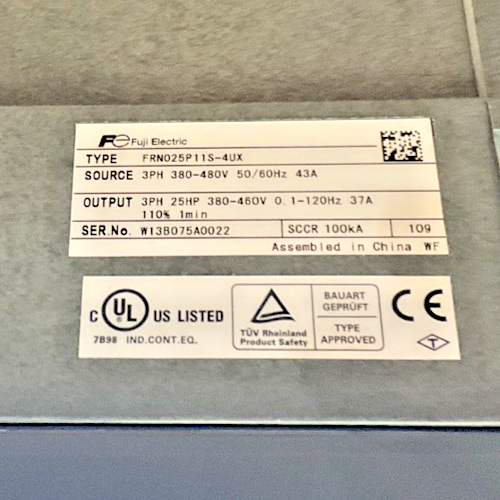 Fe Fuji Electric
TYPE FRN025P11S-4UX
SOURCE 3PH 380-480V 50/60Hz 43A
OUTPUT 3PH 25HP 380-460V 0.1-120Hz 37A
110% 1min
SER.No. W13B075A0022 SCCR 100kA 109
Assembled in China WF
C UL US LISTED
7B98 IND.CONT.EQ.
TÜV Rheinland
Product Safety
BAUART
GEPRÜFT
TYPE
APPROVED
CE
T